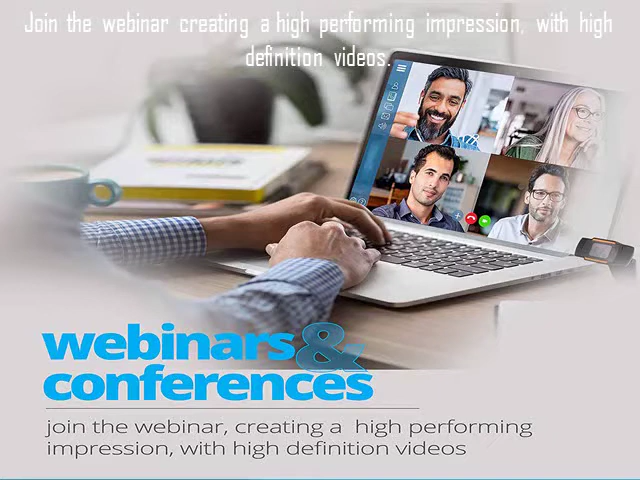 Join the webinar creating a high performing impression, with high
definition videos.
webinars&
conferences
join the webinar, creating a high performing
impression, with high definition videos